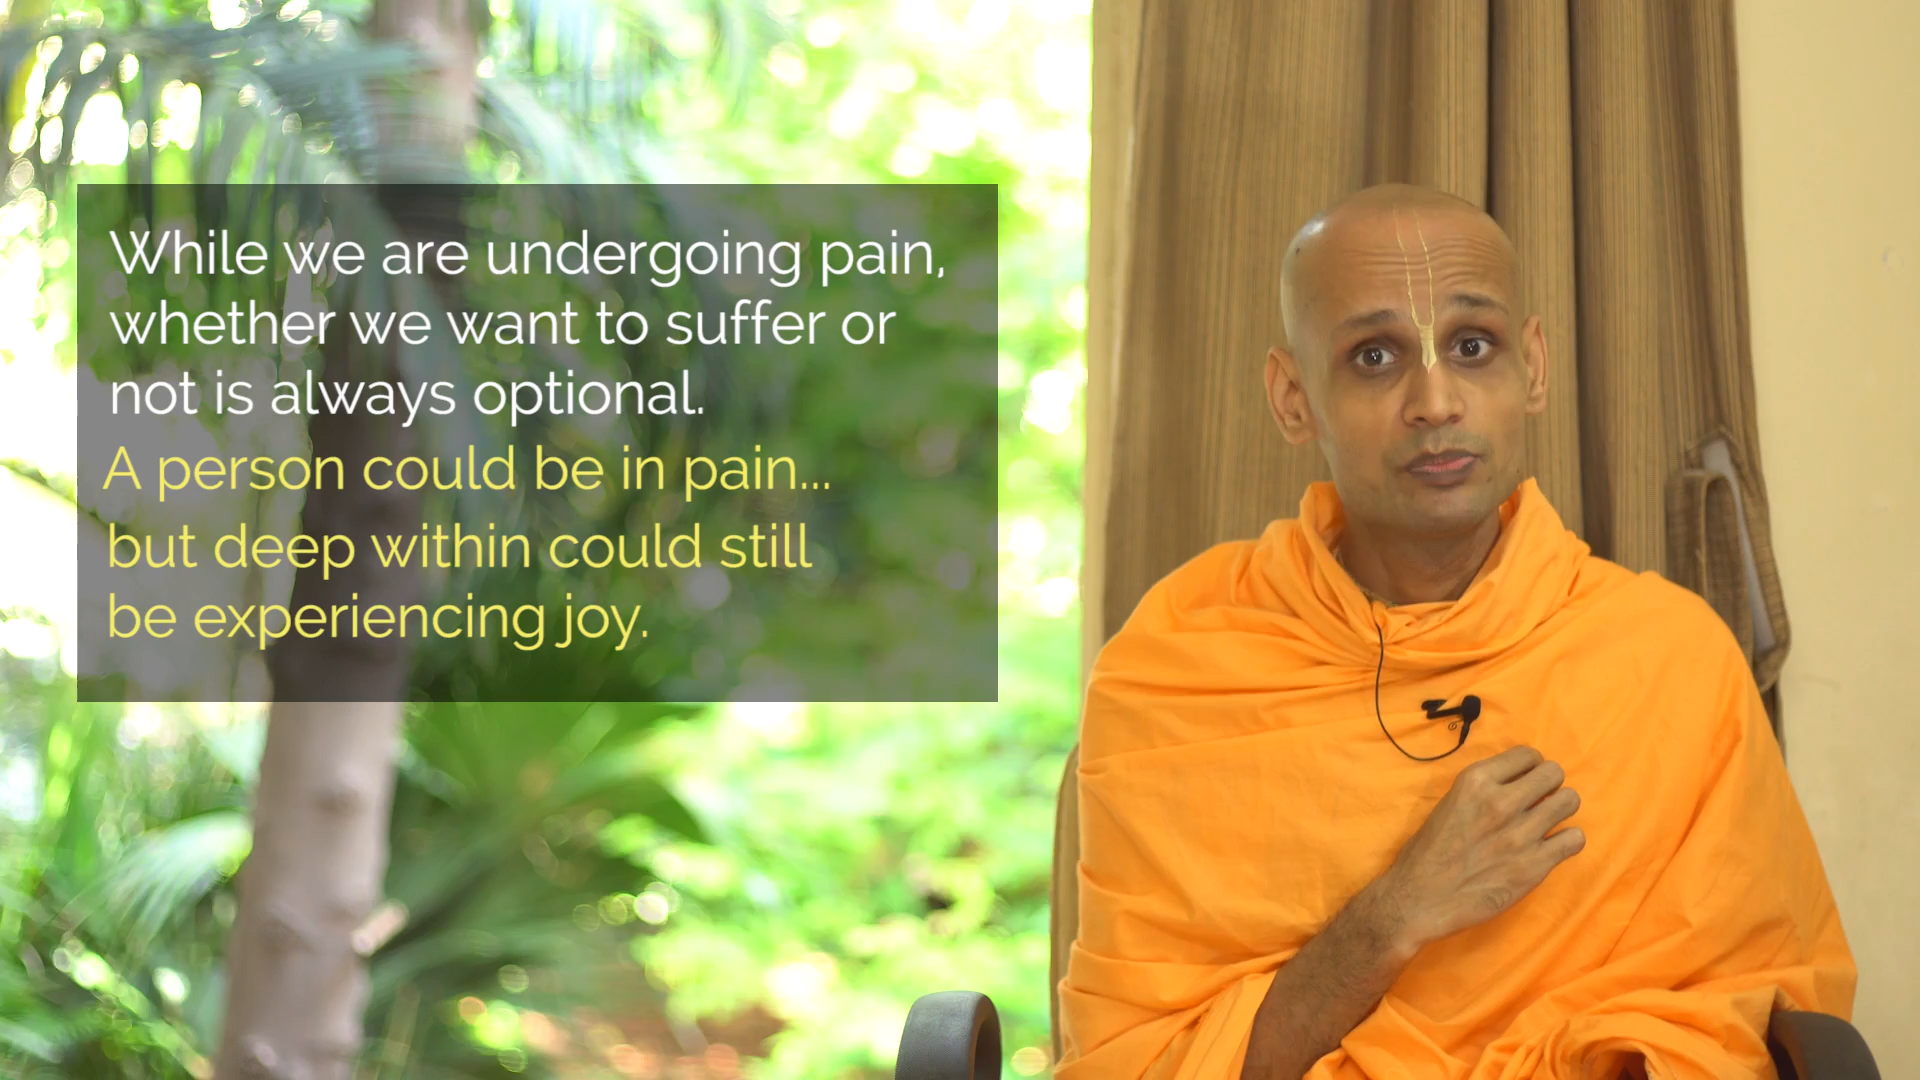 While we are undergoing pain,
whether we want to suffer or
not is always optional.
A person could be in pain...
but deep within could still
be experiencing joy.